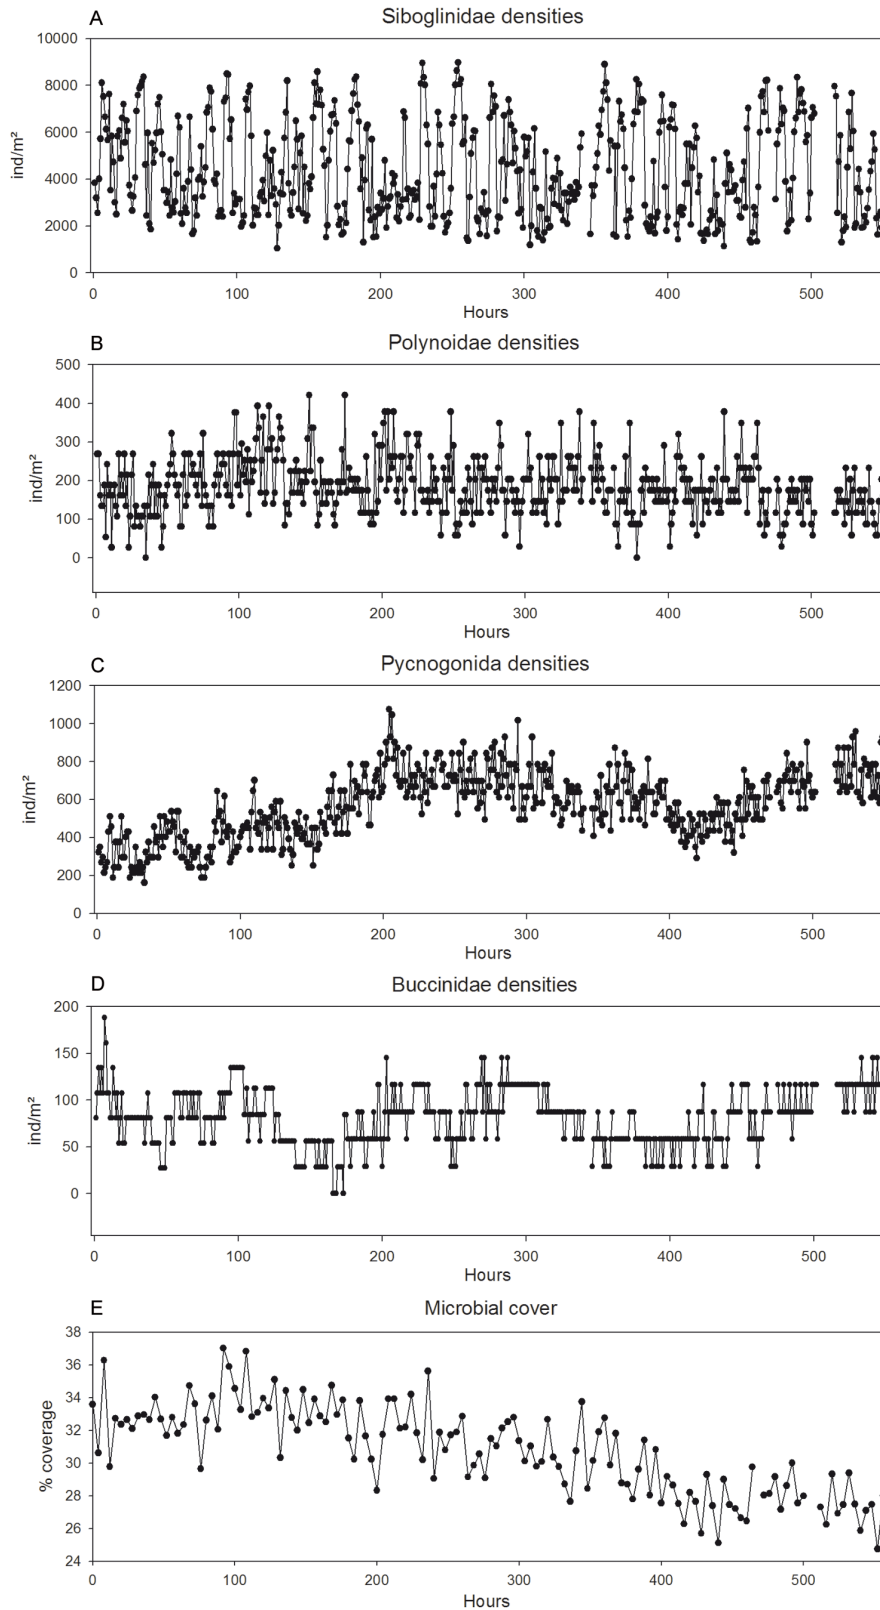 A
Siboglinidae densities
10000
8000
6000
4000
2000
0
ind/m²
0 100 200 300 400 500
Hours
B
Polynoidae densities
500
400
300
200
100
0
ind/m²
0 100 200 300 400 500
Hours
C
Pycnogonida densities
1200
1000
800
600
400
200
0
ind/m²
0 100 200 300 400 500
Hours
D
Buccinidae densities
200
150
100
50
0
ind/m²
0 100 200 300 400 500
Hours
E
Microbial cover
38
36
34
32
30
28
26
24
% coverage
0 100 200 300 400 500
Hours